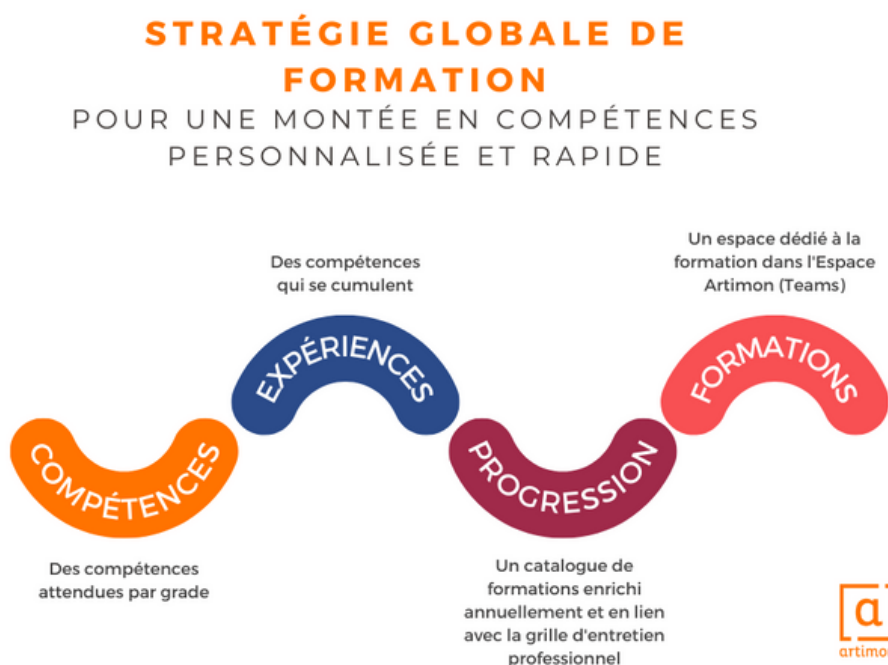 STRATÉGIE GLOBALE DE
FORMATION
POUR UNE MONTÉE EN COMPÉTENCES
PERSONNALISÉE ET RAPIDE
Des compétences
qui se cumulent
Un espace dédié à la
formation dans l'Espace
Artimon (Teams)
COMPÉTENCES
EXPÉRIENCES
PROGRESSION
FORMATIONS
Des compétences
attendues par grade
Un catalogue de
formations enrichi
annuellement et en lien
avec la grille d'entretien
professionnel
a
artimo